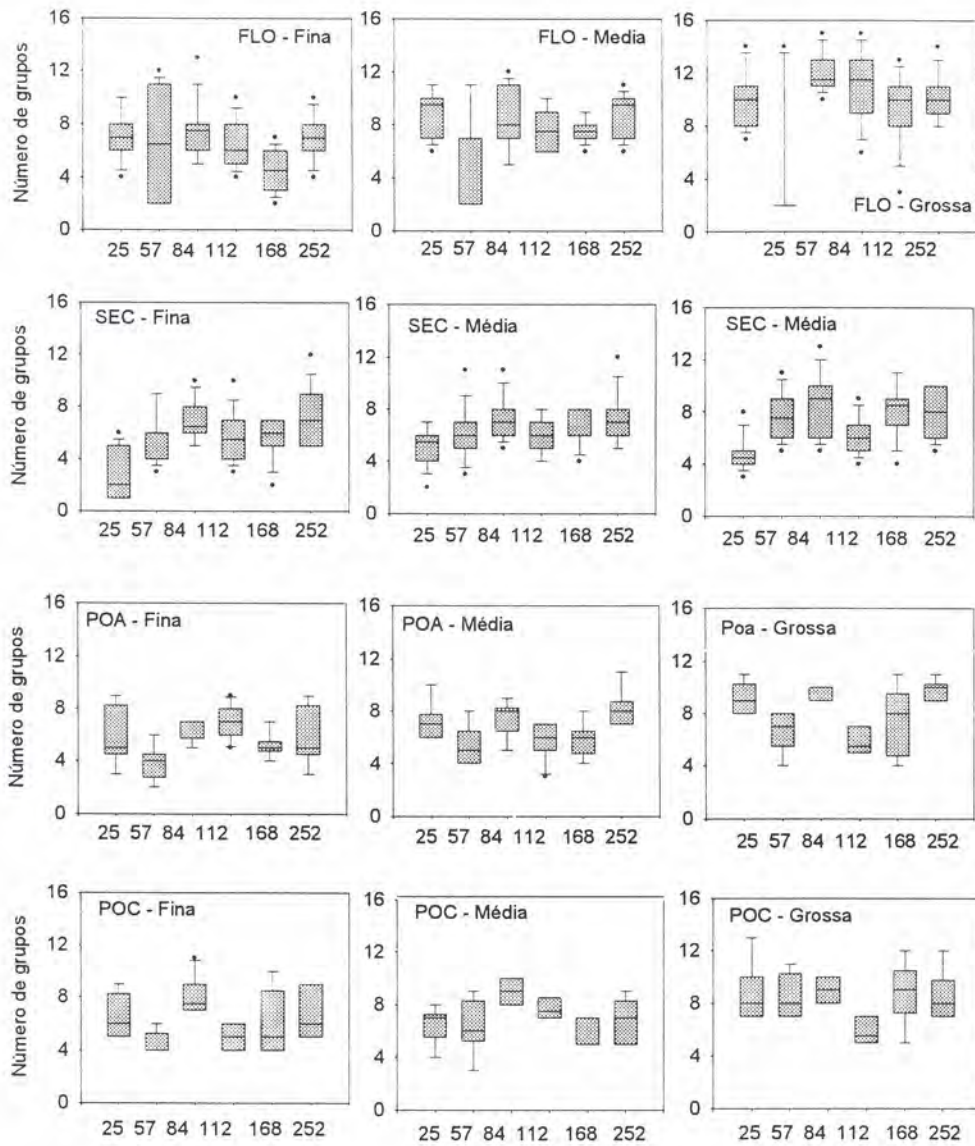 Número de grupos
16
12
8
4
0
FLO - Fina
25 57 84 112 168 252
16
12
8
4
0
FLO - Media
25 57 84 112 168 252
16
12
8
4
0
FLO - Grossa
25 57 84 112 168 252
Número de grupos
16
12
8
4
0
SEC - Fina
25 57 84 112 168 252
16
12
8
4
0
SEC - Média
25 57 84 112 168 252
16
12
8
4
0
SEC - Média
25 57 84 112 168 252
Número de grupos
16
12
8
4
0
POA - Fina
25 57 84 112 168 252
16
12
8
4
0
POA - Média
25 57 84 112 168 252
16
12
8
4
0
Poa - Grossa
25 57 84 112 168 252
Número de grupos
16
12
8
4
0
POC - Fina
25 57 84 112 168 252
16
12
8
4
0
POC - Média
25 57 84 112 168 252
16
12
8
4
0
POC - Grossa
25 57 84 112 168 252